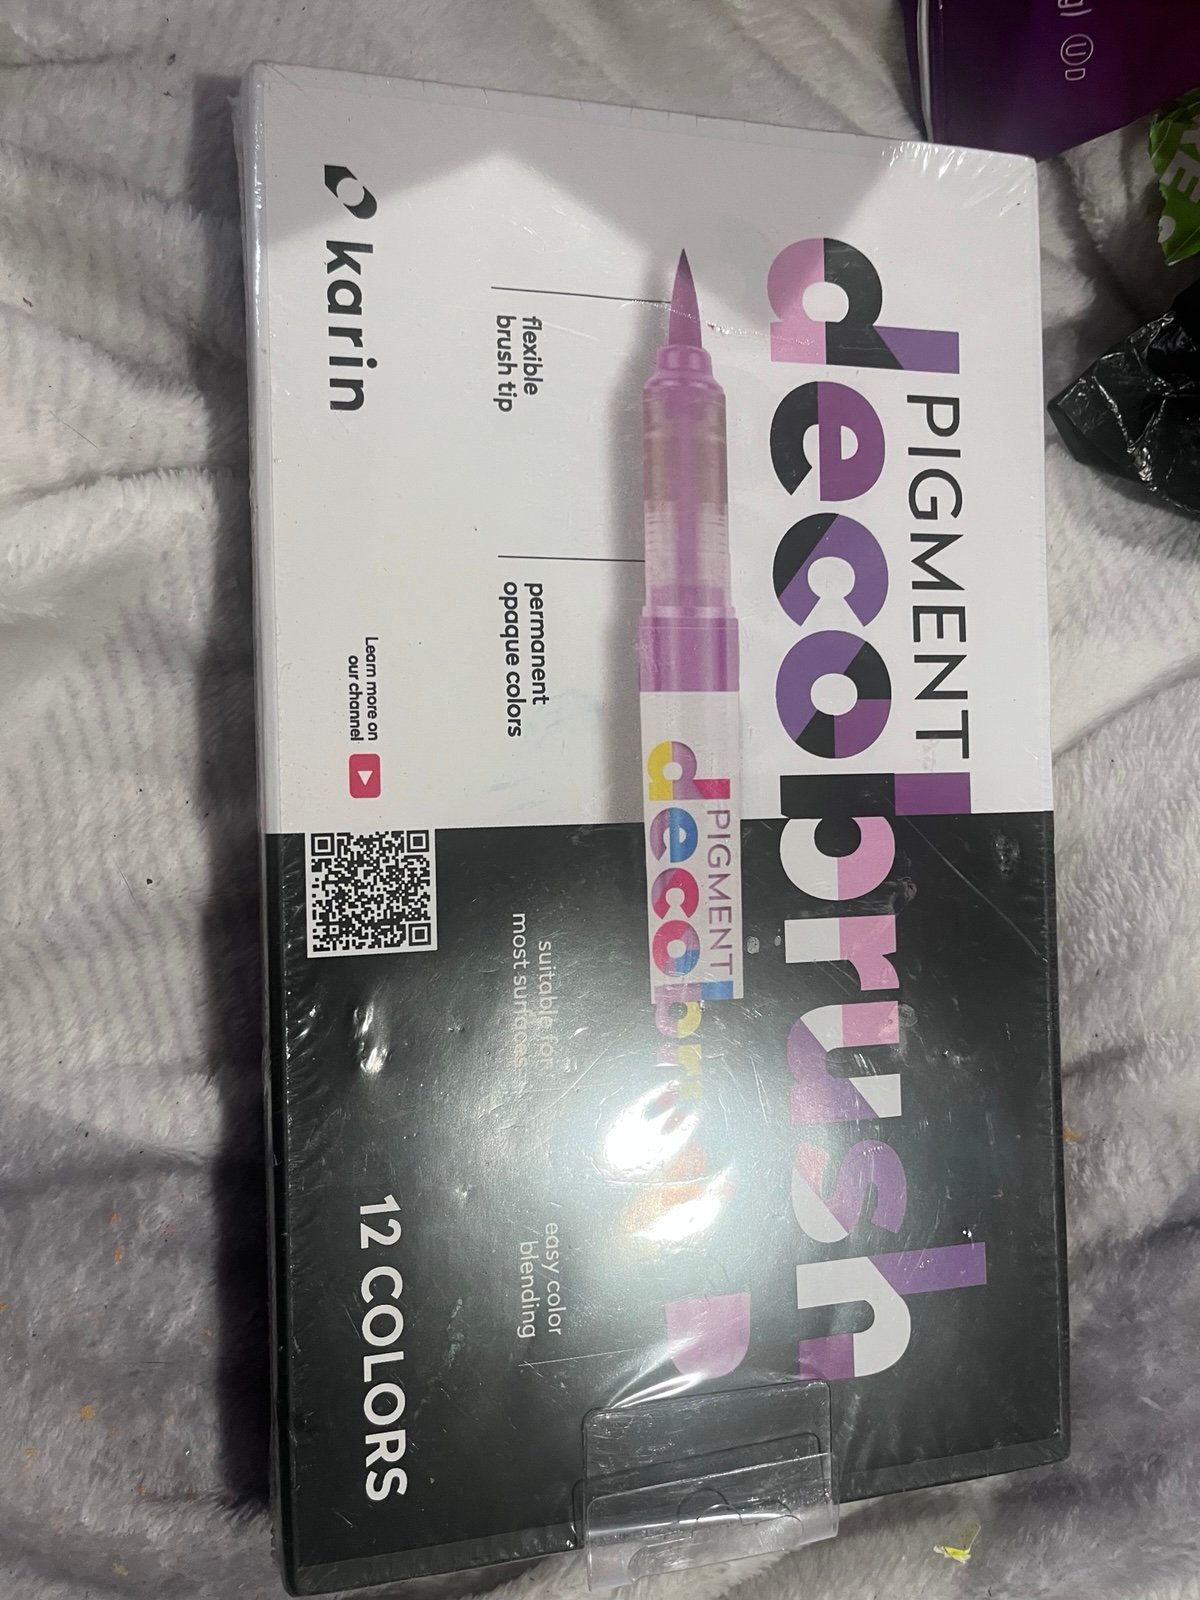 PIGMENT
decobrush
PIGMENT
decobrush
flexible
brush tip
permanent
opaque colors
suitable for
most surfaces
easy color
blending
karin
Learn more on
our channel
12 COLORS
U D